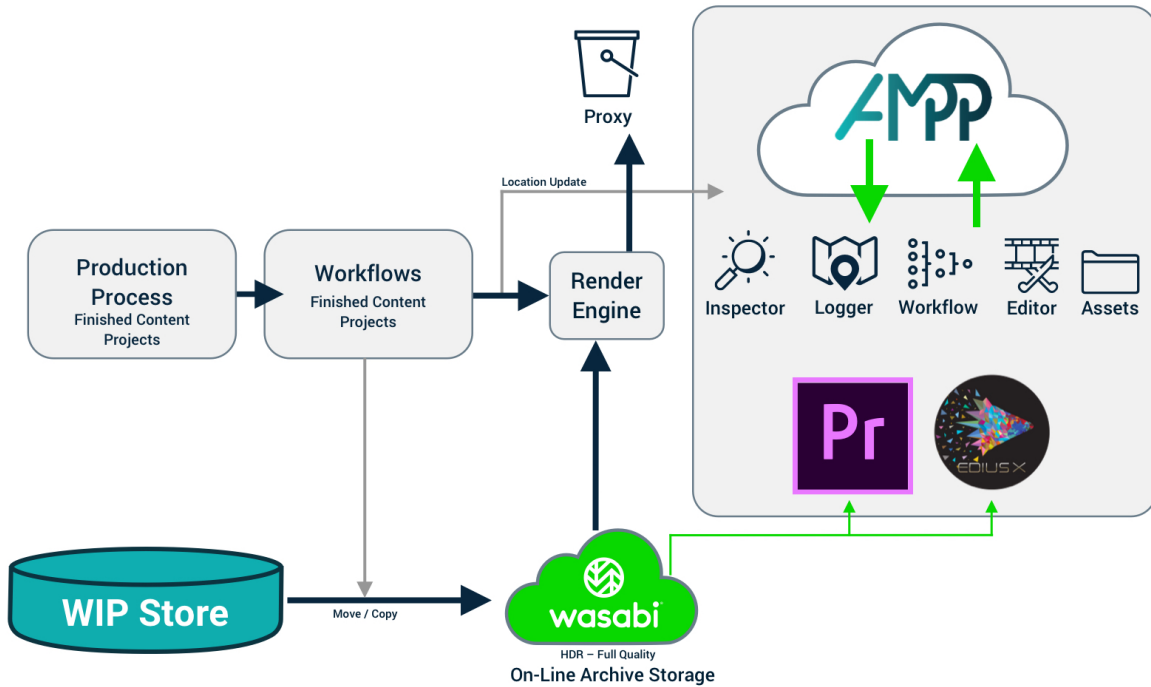 AMPP
Proxy
Location Update
Production
Process
Finished Content
Projects
Workflows
Finished Content
Projects
Render
Engine
Inspector
Logger
Workflow
Editor
Assets
Pr
EDIUS X
WIP Store
Move / Copy
wasabi
HDR – Full Quality
On-Line Archive Storage